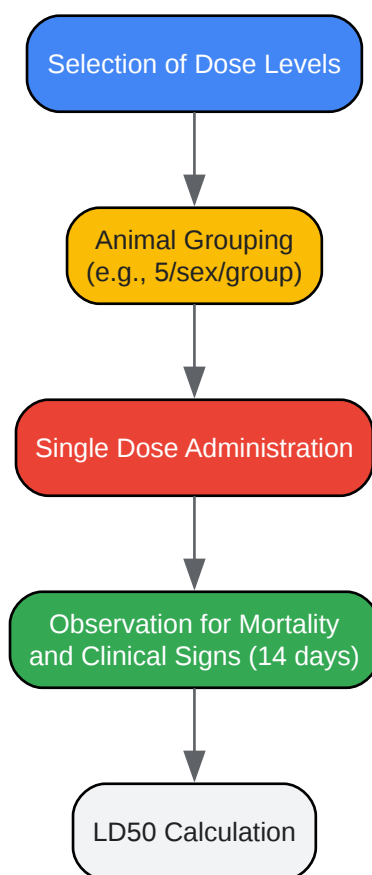 Selection of Dose Levels
Animal Grouping
(e.g., 5/sex/group)
Single Dose Administration
Observation for Mortality
and Clinical Signs (14 days)
LD50 Calculation